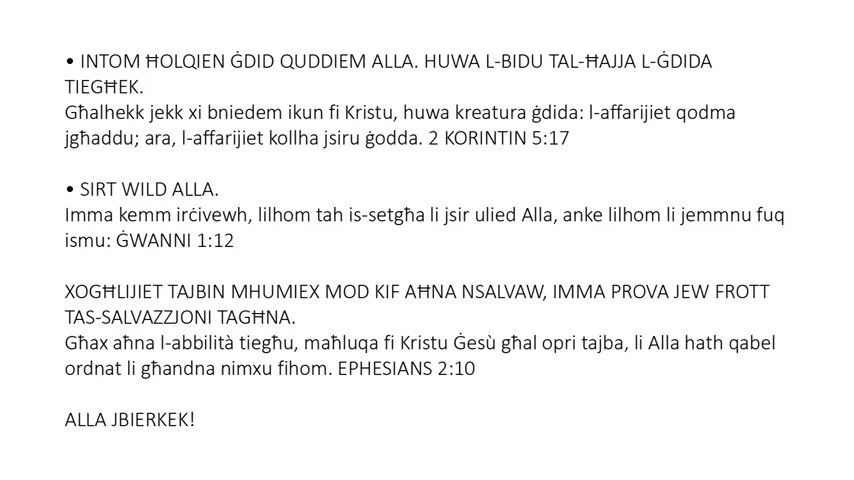 • INTOM ĦOLQIEN ĠDID QUDDIEM ALLA. HUWA L-BIDU TAL-ĦAJJA L-ĠDIDA
TIEGĦEK.
Għalhekk jekk xi bniedem ikun fi Kristu, huwa kreatura ġdida: l-affarijiet qodma
jgħaddu; ara, l-affarijiet kollha jsiru ġodda. 2 KORINTIN 5:17
• SIRT WILD ALLA.
Imma kemm irċivewh, lilhom tah is-setgħa li jsir ulied Alla, anke lilhom li jemmnu fuq
ismu: ĠWANNI 1:12
XOGĦLIJIET TAJBIN MHUMIEX MOD KIF AĦNA NSALVAW, IMMA PROVA JEW FROTT
TAS-SALVAZZJONI TAGĦNA.
Għax aħna l-abbilità tiegħu, maħluqa fi Kristu Ġesù għal opri tajba, li Alla hath qabel
ordnat li għandna nimxu fihom. EPHESIANS 2:10
ALLA JBIERKEK!